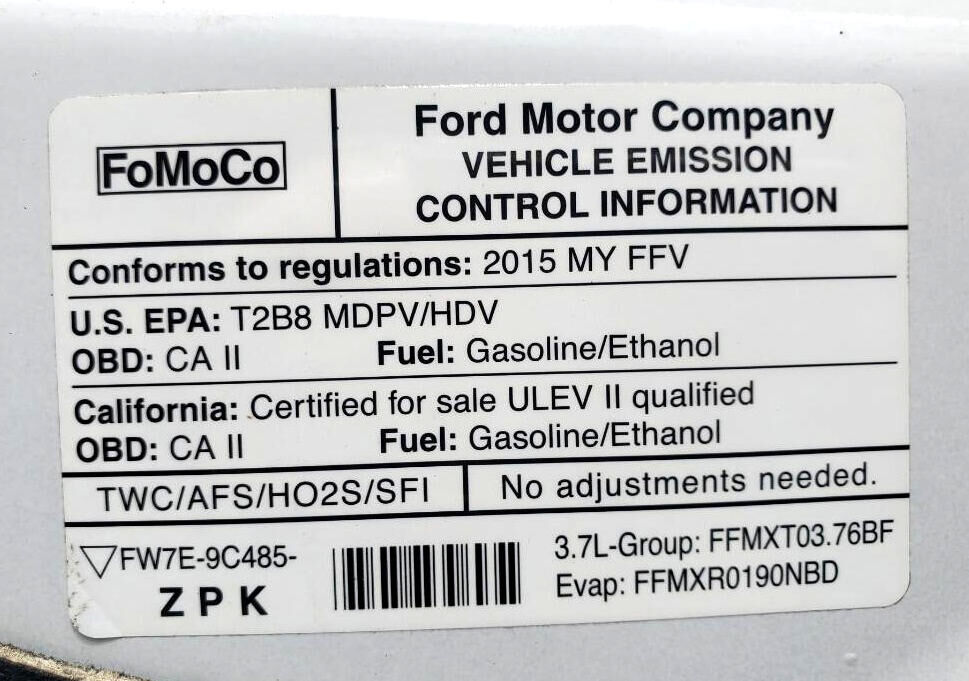 FoMoCo
Ford Motor Company
VEHICLE EMISSION
CONTROL INFORMATION
Conforms to regulations: 2015 MY FFV
U.S. EPA: T2B8 MDPV/HDV
OBD: CA II Fuel: Gasoline/Ethanol
California: Certified for sale ULEV II qualified
OBD: CA II Fuel: Gasoline/Ethanol
TWC/AFS/HO2S/SFI
No adjustments needed.
FW7E-9C485-
Z P K
3.7L-Group: FFMXT03.76BF
Evap: FFMXR0190NBD